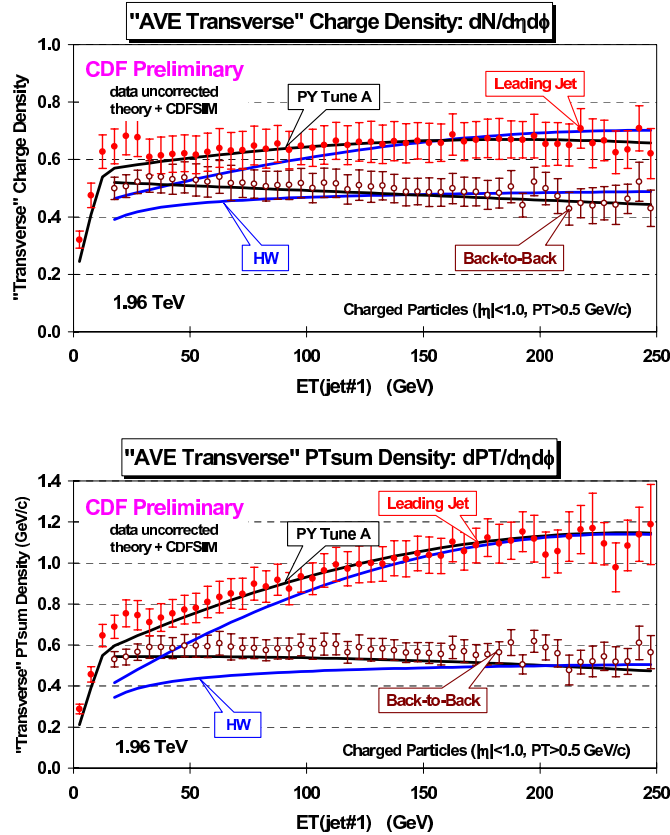 "AVE Transverse" Charge Density: dN/dηdϕ
1.0
0.8
0.6
0.4
0.2
0.0
"Transverse" Charge Density
CDF Preliminary
data uncorrected
theory + CDFSIM
PY Tune A
Leading Jet
HW
Back-to-Back
1.96 TeV
Charged Particles (|η|<1.0, PT>0.5 GeV/c)
0 50 100 150 200 250
ET(jet#1) (GeV)
"AVE Transverse" PTsum Density: dPT/dηdϕ
1.4
1.2
1.0
0.8
0.6
0.4
0.2
0.0
"Transverse" PTsum Density (GeV/c)
CDF Preliminary
data uncorrected
theory + CDFSIM
PY Tune A
Leading Jet
HW
Back-to-Back
1.96 TeV
Charged Particles (|η|<1.0, PT>0.5 GeV/c)
0 50 100 150 200 250
ET(jet#1) (GeV)